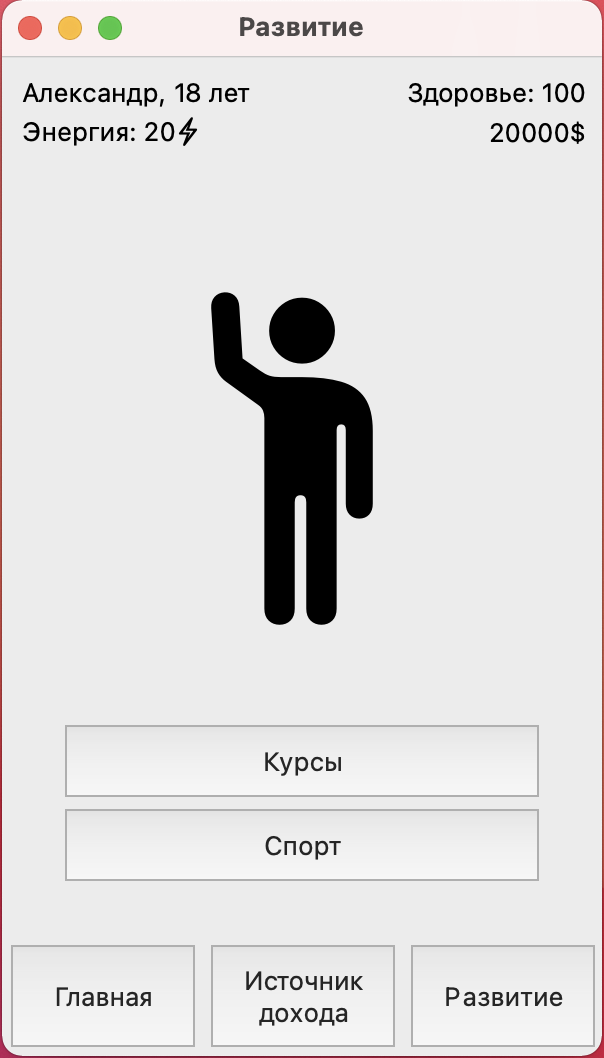 Развитие
Александр, 18 лет
Здоровье: 100
Энергия: 20⚡
20000$
Курсы
Спорт
Главная
Источник
дохода
Развитие